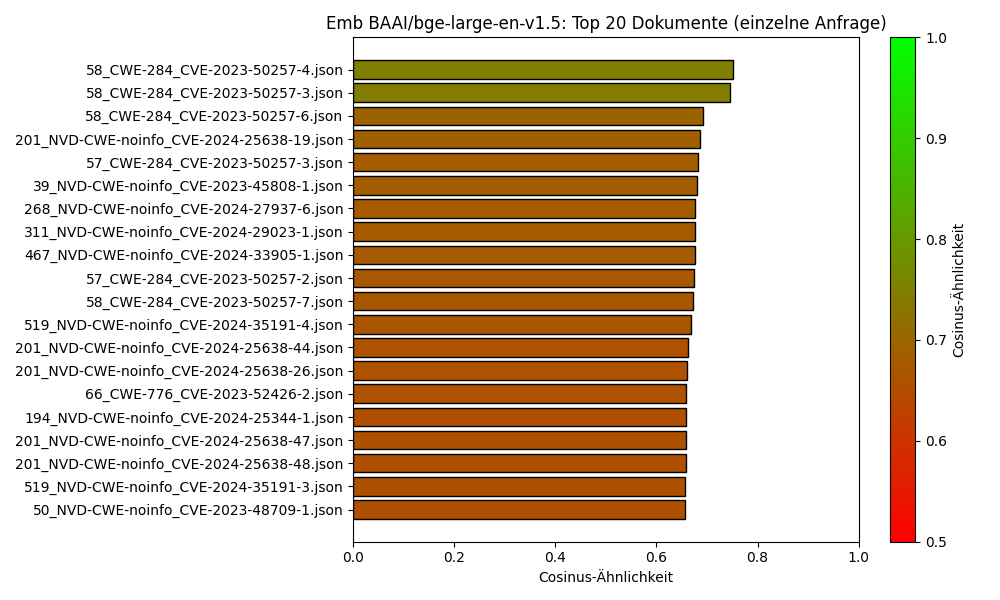 Emb BAAI/bge-large-en-v1.5: Top 20 Dokumente (einzelne Anfrage)
58_CWE-284_CVE-2023-50257-4.json
58_CWE-284_CVE-2023-50257-3.json
58_CWE-284_CVE-2023-50257-6.json
201_NVD-CWE-noinfo_CVE-2024-25638-19.json
57_CWE-284_CVE-2023-50257-3.json
39_NVD-CWE-noinfo_CVE-2023-45808-1.json
268_NVD-CWE-noinfo_CVE-2024-27937-6.json
311_NVD-CWE-noinfo_CVE-2024-29023-1.json
467_NVD-CWE-noinfo_CVE-2024-33905-1.json
57_CWE-284_CVE-2023-50257-2.json
58_CWE-284_CVE-2023-50257-7.json
519_NVD-CWE-noinfo_CVE-2024-35191-4.json
201_NVD-CWE-noinfo_CVE-2024-25638-44.json
201_NVD-CWE-noinfo_CVE-2024-25638-26.json
66_CWE-776_CVE-2023-52426-2.json
194_NVD-CWE-noinfo_CVE-2024-25344-1.json
201_NVD-CWE-noinfo_CVE-2024-25638-47.json
201_NVD-CWE-noinfo_CVE-2024-25638-48.json
519_NVD-CWE-noinfo_CVE-2024-35191-3.json
50_NVD-CWE-noinfo_CVE-2023-48709-1.json
0.0 0.2 0.4 0.6 0.8 1.0
Cosinus-Ähnlichkeit
1.0
0.9
0.8
0.7
0.6
0.5
Cosinus-Ähnlichkeit